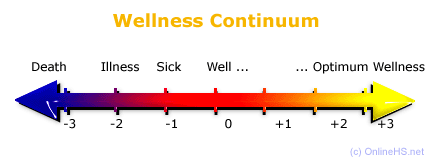 Wellness Continuum
Death Illness Sick Well ... ... Optimum Wellness
-3 -2 -1 0 +1 +2 +3
(c) OnlineHS.net